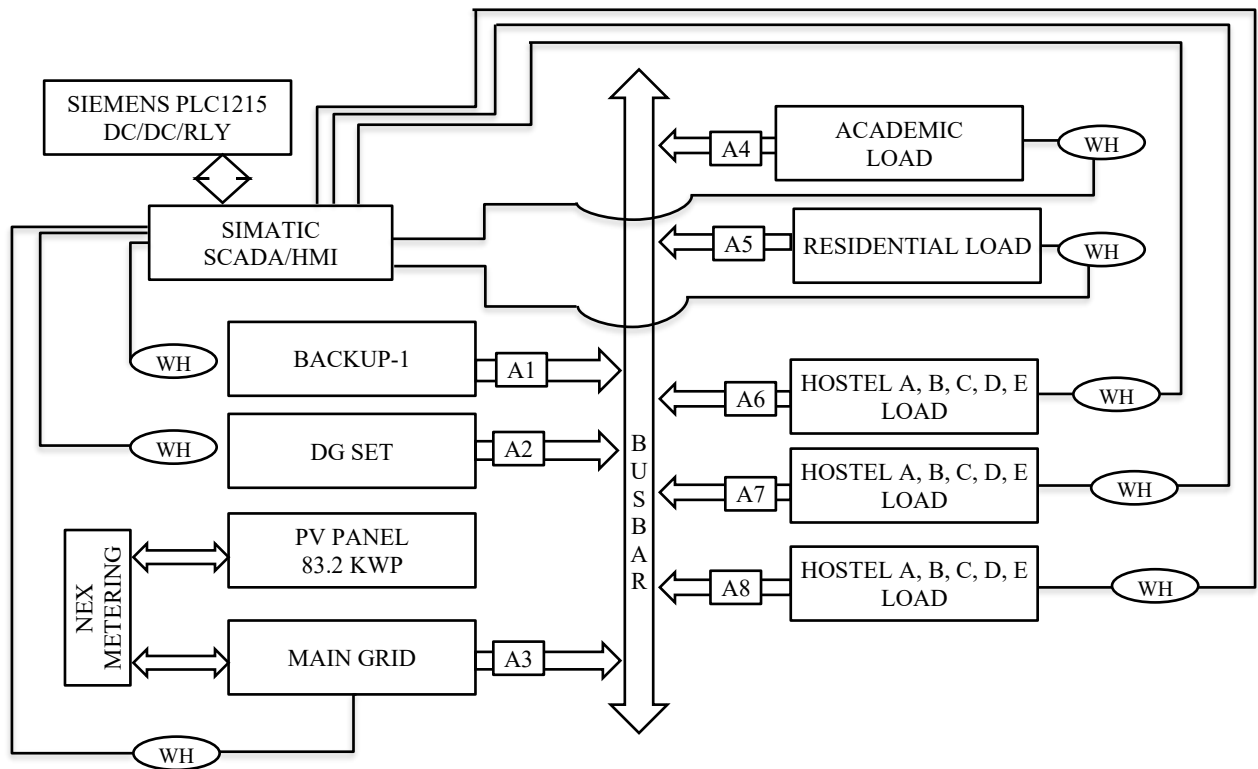 SIEMENS PLC1215
DC/DC/RLY
SIMATIC
SCADA/HMI
WH
BACKUP-1
A1
WH
DG SET
A2
NEX
METERING
PV PANEL
83.2 KWP
MAIN GRID
A3
WH
BUSBAR
A4
ACADEMIC
LOAD
WH
A5
RESIDENTIAL LOAD
WH
A6
HOSTEL A, B, C, D, E
LOAD
WH
A7
HOSTEL A, B, C, D, E
LOAD
WH
A8
HOSTEL A, B, C, D, E
LOAD
WH